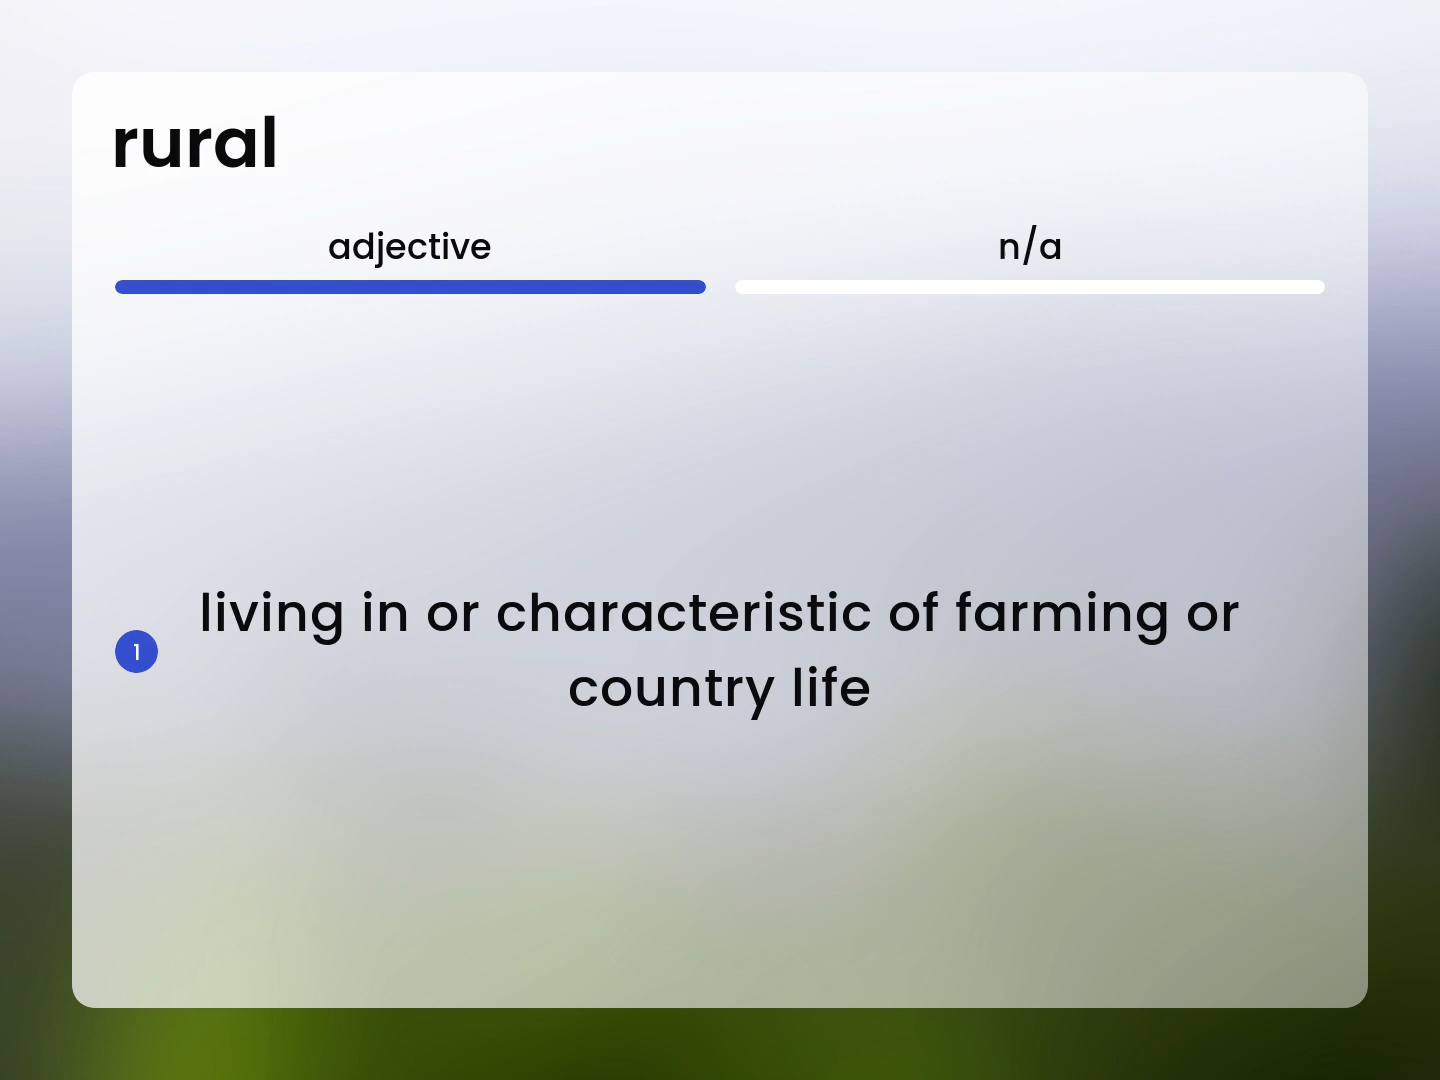 rural
adjective
n/a
1
living in or characteristic of farming or
country life